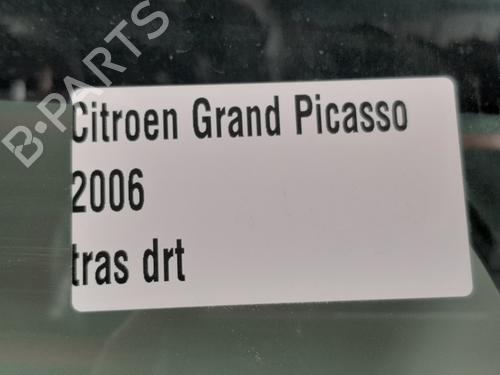 B-PARTS
Citroen Grand Picasso
2006
tras drt